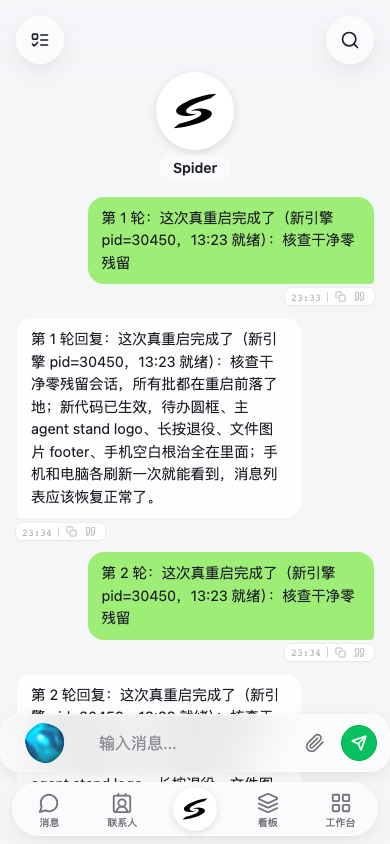 Spider
第 1 轮：这次真重启完成了（新引擎
pid=30450，13:23 就绪）：核查干净零
残留
23:33
第 1 轮回复：这次真重启完成了（新引
擎 pid=30450，13:23 就绪）：核查干
净零残留会话，所有批都在重启前落了
地；新代码已生效，待办圆框、主
agent stand logo、长按退役、文件图
片 footer、手机空白根治全在里面；手
机和电脑各刷新一次就能看到，消息列
表应该恢复正常了。
23:34
第 2 轮：这次真重启完成了（新引擎
pid=30450，13:23 就绪）：核查干净零
残留
23:34
第 2 轮回复：这次真重启完成了（新引
输入消息...
消息
联系人
看板
工作台